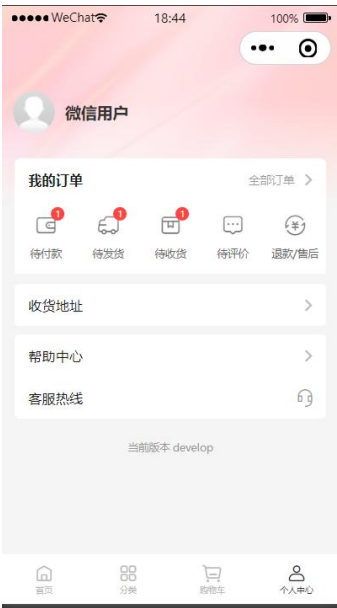 WeChat 18:44 100%
微信用户
我的订单 全部订单
1 1 1
待付款 待发货 待收货 待评价 退款/售后
收货地址
帮助中心
客服热线
当前版本 develop
首页 分类 购物车 个人中心